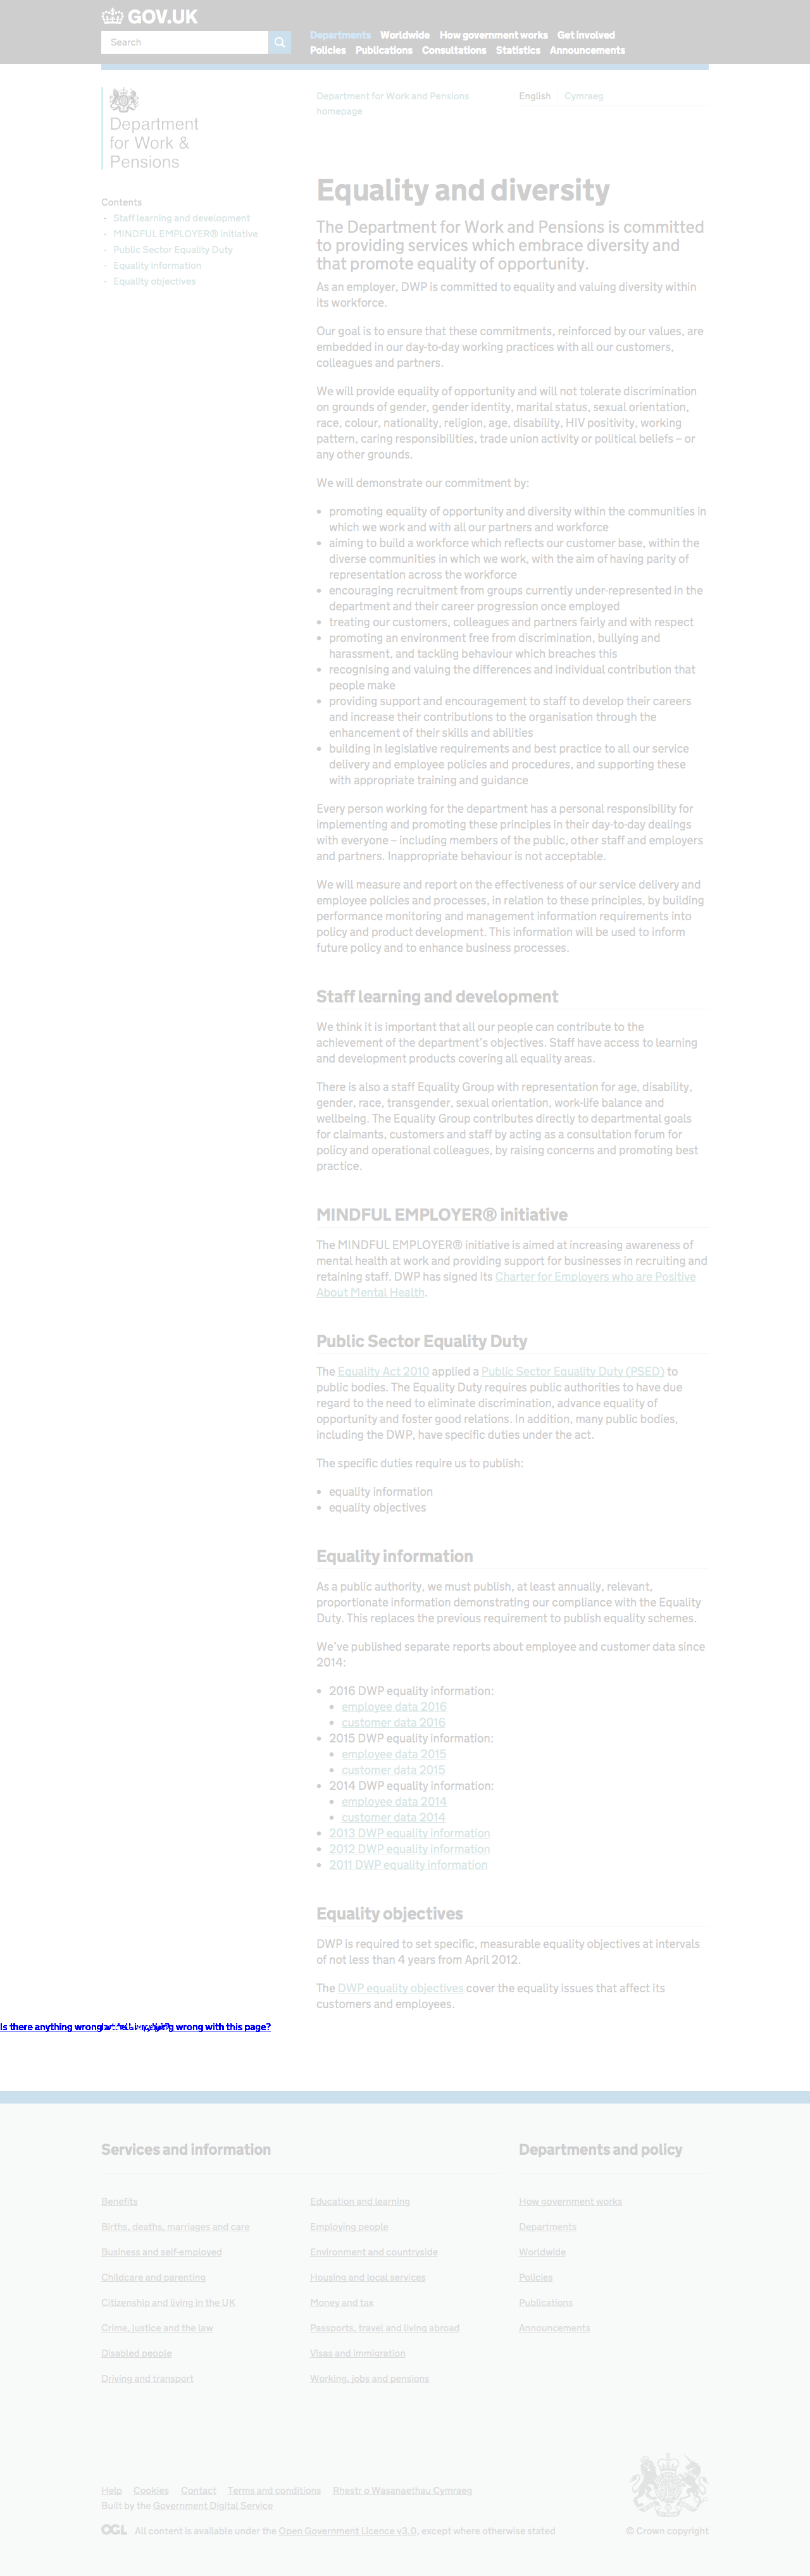 GOV.UK
Search
Departments Worldwide How government works Get involved
Policies Publications Consultations Statistics Announcements
Department
for Work &
Pensions
Department for Work and Pensions
homepage
English Cymraeg
Contents
Staff learning and development
MINDFUL EMPLOYER® initiative
Public Sector Equality Duty
Equality information
Equality objectives
Equality and diversity
The Department for Work and Pensions is committed
to providing services which embrace diversity and
that promote equality of opportunity.
As an employer, DWP is committed to equality and valuing diversity within
its workforce.
Our goal is to ensure that these commitments, reinforced by our values, are
embedded in our day-to-day working practices with all our customers,
colleagues and partners.
We will provide equality of opportunity and will not tolerate discrimination
on grounds of gender, gender identity, marital status, sexual orientation,
race, colour, nationality, religion, age, disability, HIV positivity, working
pattern, caring responsibilities, trade union activity or political beliefs – or
any other grounds.
We will demonstrate our commitment by:
• promoting equality of opportunity and diversity within the communities in
which we work and with all our partners and workforce
• aiming to build a workforce which reflects our customer base, within the
diverse communities in which we work, with the aim of having parity of
representation across the workforce
• encouraging recruitment from groups currently under-represented in the
department and their career progression once employed
• treating our customers, colleagues and partners fairly and with respect
• promoting an environment free from discrimination, bullying and
harassment, and tackling behaviour which breaches this
• recognising and valuing the differences and individual contribution that
people make
• providing support and encouragement to staff to develop their careers
and increase their contributions to the organisation through the
enhancement of their skills and abilities
• building in legislative requirements and best practice to all our service
delivery and employee policies and procedures, and supporting these
with appropriate training and guidance
Every person working for the department has a personal responsibility for
implementing and promoting these principles in their day-to-day dealings
with everyone – including members of the public, other staff and employers
and partners. Inappropriate behaviour is not acceptable.
We will measure and report on the effectiveness of our service delivery and
employee policies and processes, in relation to these principles, by building
performance monitoring and management information requirements into
policy and product development. This information will be used to inform
future policy and to enhance business processes.
Staff learning and development
We think it is important that all our people can contribute to the
achievement of the department's objectives. Staff have access to learning
and development products covering all equality areas.
There is also a staff Equality Group with representation for age, disability,
gender, race, transgender, sexual orientation, work-life balance and
wellbeing. The Equality Group contributes directly to departmental goals
for claimants, customers and staff by acting as a consultation forum for
policy and operational colleagues, by raising concerns and promoting best
practice.
MINDFUL EMPLOYER® initiative
The MINDFUL EMPLOYER® initiative is aimed at increasing awareness of
mental health at work and providing support for businesses in recruiting and
retaining staff. DWP has signed its Charter for Employers who are Positive
About Mental Health.
Public Sector Equality Duty
The Equality Act 2010 applied a Public Sector Equality Duty (PSED) to
public bodies. The Equality Duty requires public authorities to have due
regard to the need to eliminate discrimination, advance equality of
opportunity and foster good relations. In addition, many public bodies,
including the DWP, have specific duties under the act.
The specific duties require us to publish:
• equality information
• equality objectives
Equality information
As a public authority, we must publish, at least annually, relevant,
proportionate information demonstrating our compliance with the Equality
Duty. This replaces the previous requirement to publish equality schemes.
We've published separate reports about employee and customer data since
2014:
• 2016 DWP equality information:
• employee data 2016
• customer data 2016
• 2015 DWP equality information:
• employee data 2015
• customer data 2015
• 2014 DWP equality information:
• employee data 2014
• customer data 2014
• 2013 DWP equality information
• 2012 DWP equality information
• 2011 DWP equality information
Equality objectives
DWP is required to set specific, measurable equality objectives at intervals
of not less than 4 years from April 2012.
The DWP equality objectives cover the equality issues that affect its
customers and employees.
Is there anything wrong with this page?
Services and information
Departments and policy
Benefits
Births, deaths, marriages and care
Business and self-employed
Childcare and parenting
Citizenship and living in the UK
Crime, justice and the law
Disabled people
Driving and transport
Education and learning
Employing people
Environment and countryside
Housing and local services
Money and tax
Passports, travel and living abroad
Visas and immigration
Working, jobs and pensions
How government works
Departments
Worldwide
Policies
Publications
Announcements
Help Cookies Contact Terms and conditions Rhestr o Wasanaethau Cymraeg
Built by the Government Digital Service
OGL All content is available under the Open Government Licence v3.0, except where otherwise stated
© Crown copyright